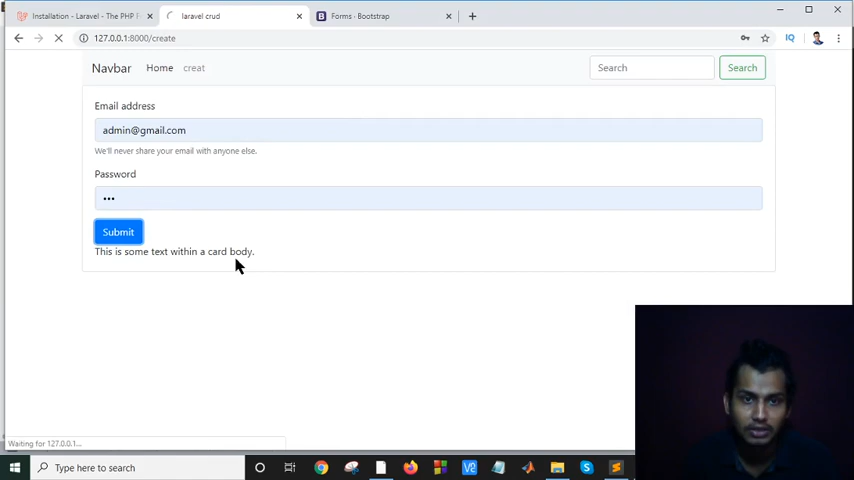 Installation - Laravel - The PHP
laravel crud
Forms · Bootstrap
127.0.0.1:8000/create
IQ
Navbar
Home
creat
Search
Search
Email address
admin@gmail.com
We'll never share your email with anyone else.
Password
•••
Submit
This is some text within a card body.
Waiting for 127.0.0.1...
Type here to search